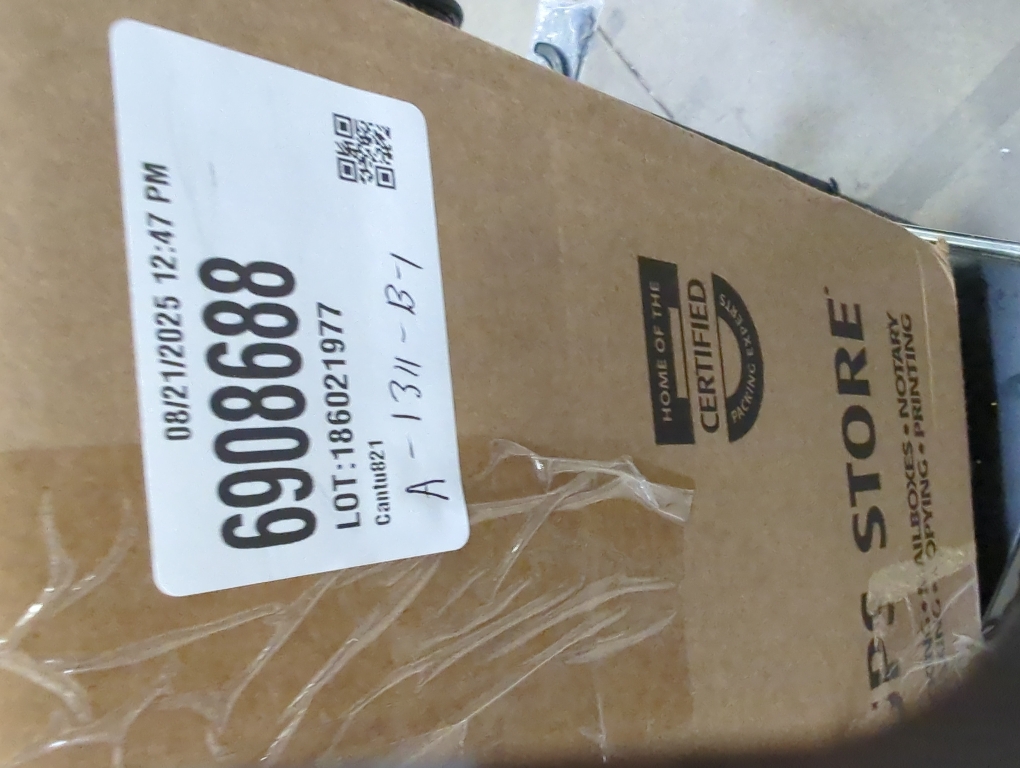 08/21/2025 12:47 PM
6908688
LOT:186021977
Cantu821
A-1311-B-1
HOME OF THE
CERTIFIED
PACKING EXPERTS
UPS STORE
MAILBOXES • NOTARY
COPYING • PRINTING